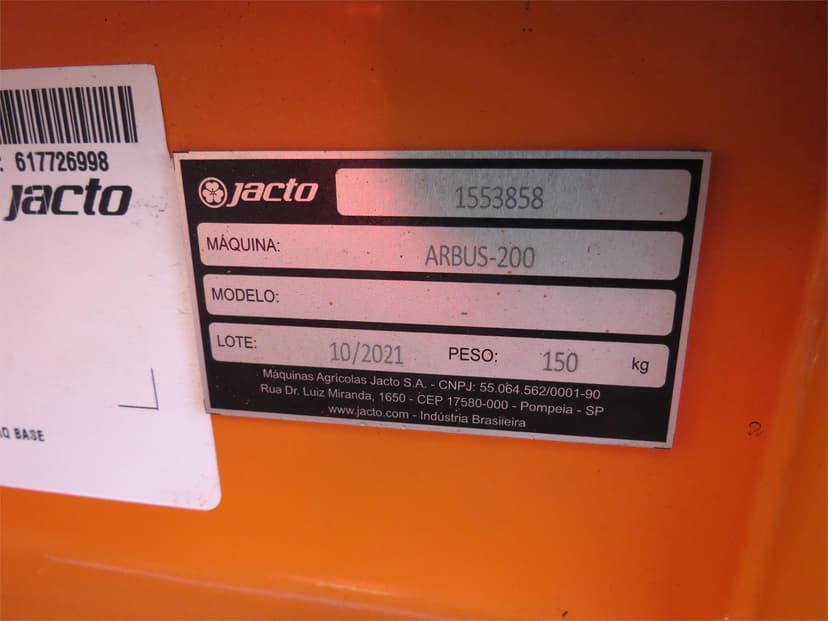 : 617726998
jacto
AO BASE
jacto 1553858
MÁQUINA: ARBUS-200
MODELO: -
LOTE: 10/2021 PESO: 150 kg
Máquinas Agrícolas Jacto S.A. - CNPJ: 55.064.562/0001-90
Rua Dr. Luiz Miranda, 1650 - CEP 17580-000 - Pompeia - SP
www.jacto.com - Indústria Brasileira